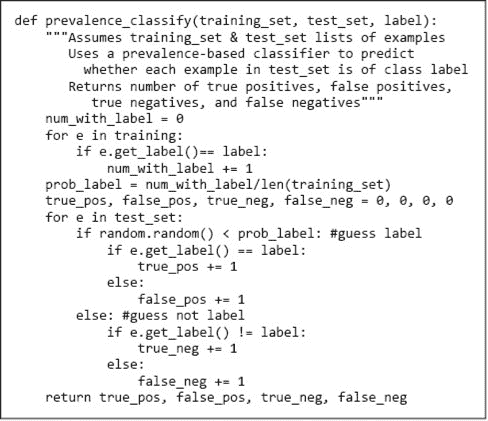 def prevalence_classify(training_set, test_set, label):
    """Assumes training_set & test_set lists of examples
       Uses a prevalence-based classifier to predict
         whether each example in test_set is of class label
       Returns number of true positives, false positives,
          true negatives, and false negatives"""
    num_with_label = 0
    for e in training:
        if e.get_label()== label:
            num_with_label += 1
    prob_label = num_with_label/len(training_set)
    true_pos, false_pos, true_neg, false_neg = 0, 0, 0, 0
    for e in test_set:
        if random.random() < prob_label: #guess label
            if e.get_label() == label:
                true_pos += 1
            else:
                false_pos += 1
        else: #guess not label
            if e.get_label() != label:
                true_neg += 1
            else:
                false_neg += 1
    return true_pos, false_pos, true_neg, false_neg